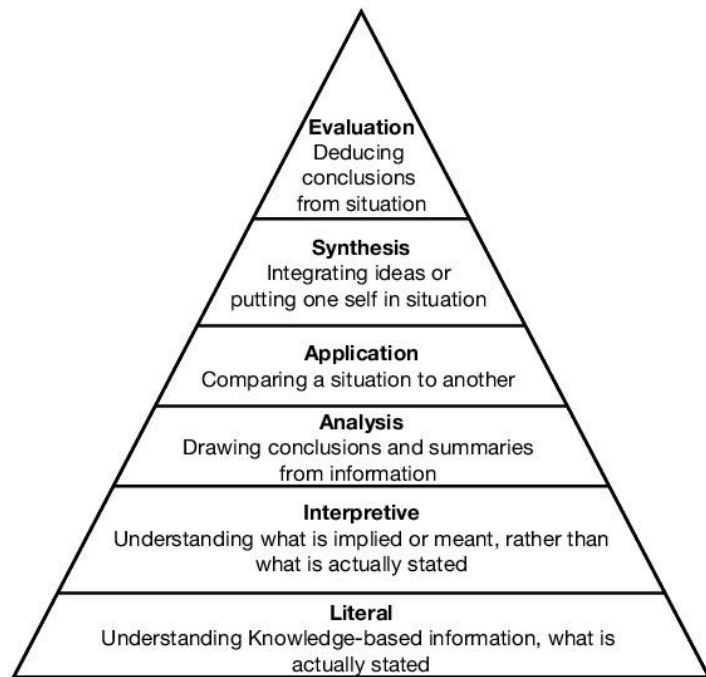 Evaluation
Deducing
conclusions
from situation
Synthesis
Integrating ideas or
putting one self in situation
Application
Comparing a situation to another
Analysis
Drawing conclusions and summaries
from information
Interpretive
Understanding what is implied or meant, rather than
what is actually stated
Literal
Understanding Knowledge-based information, what is
actually stated